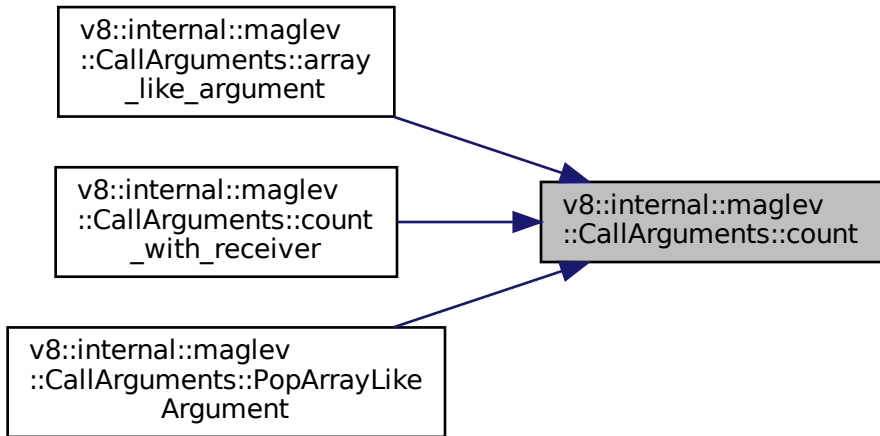 v8::internal::maglev
::CallArguments::array
_like_argument
v8::internal::maglev
::CallArguments::count
_with_receiver
v8::internal::maglev
::CallArguments::PopArrayLike
Argument
v8::internal::maglev
::CallArguments::count